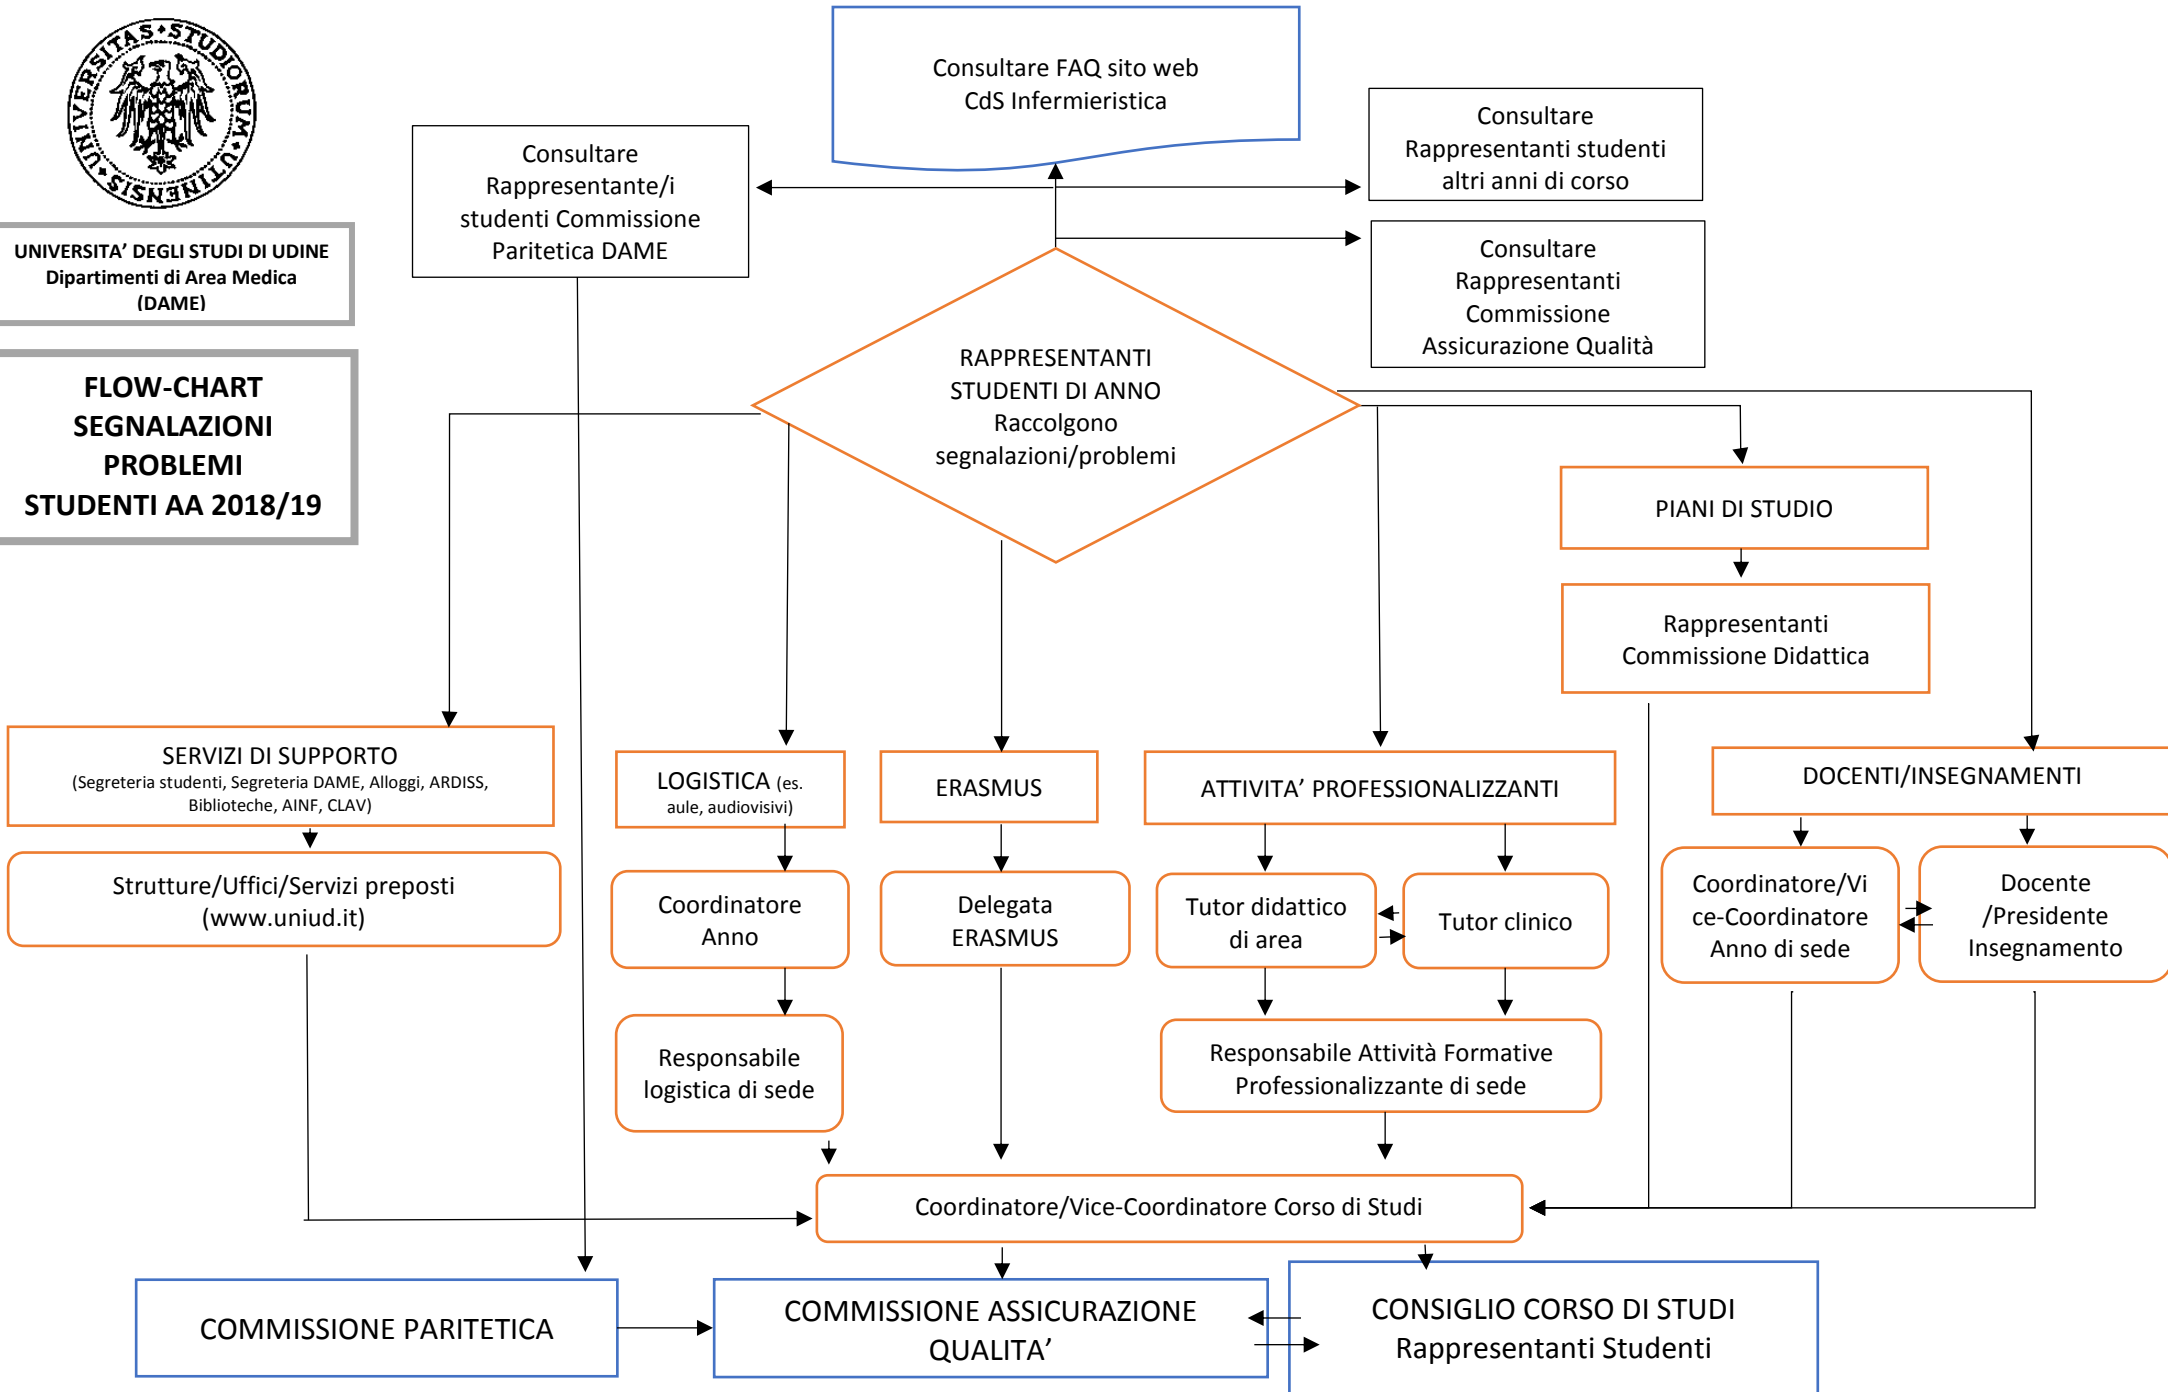 UNIVERSITAS•STUDIORUM•UTINENSIS•
UNIVERSITA' DEGLI STUDI DI UDINE
Dipartimenti di Area Medica
(DAME)
FLOW-CHART
SEGNALAZIONI
PROBLEMI
STUDENTI AA 2018/19
Consultare FAQ sito web
CdS Infermieristica
Consultare
Rappresentante/i
studenti Commissione
Paritetica DAME
Consultare
Rappresentanti studenti
altri anni di corso
Consultare
Rappresentanti
Commissione
Assicurazione Qualità
RAPPRESENTANTI
STUDENTI DI ANNO
Raccolgono
segnalazioni/problemi
PIANI DI STUDIO
Rappresentanti
Commissione Didattica
SERVIZI DI SUPPORTO
(Segreteria studenti, Segreteria DAME, Alloggi, ARDISS,
Biblioteche, AINF, CLAV)
LOGISTICA (es.
aule, audiovisivi)
ERASMUS
ATTIVITA' PROFESSIONALIZZANTI
DOCENTI/INSEGNAMENTI
Strutture/Uffici/Servizi preposti
(www.uniud.it)
Coordinatore
Anno
Delegata
ERASMUS
Tutor didattico
di area
Tutor clinico
Coordinatore/Vi
ce-Coordinatore
Anno di sede
Docente
/Presidente
Insegnamento
Responsabile
logistica di sede
Responsabile Attività Formative
Professionalizzante di sede
Coordinatore/Vice-Coordinatore Corso di Studi
COMMISSIONE PARITETICA
COMMISSIONE ASSICURAZIONE
QUALITA'
CONSIGLIO CORSO DI STUDI
Rappresentanti Studenti